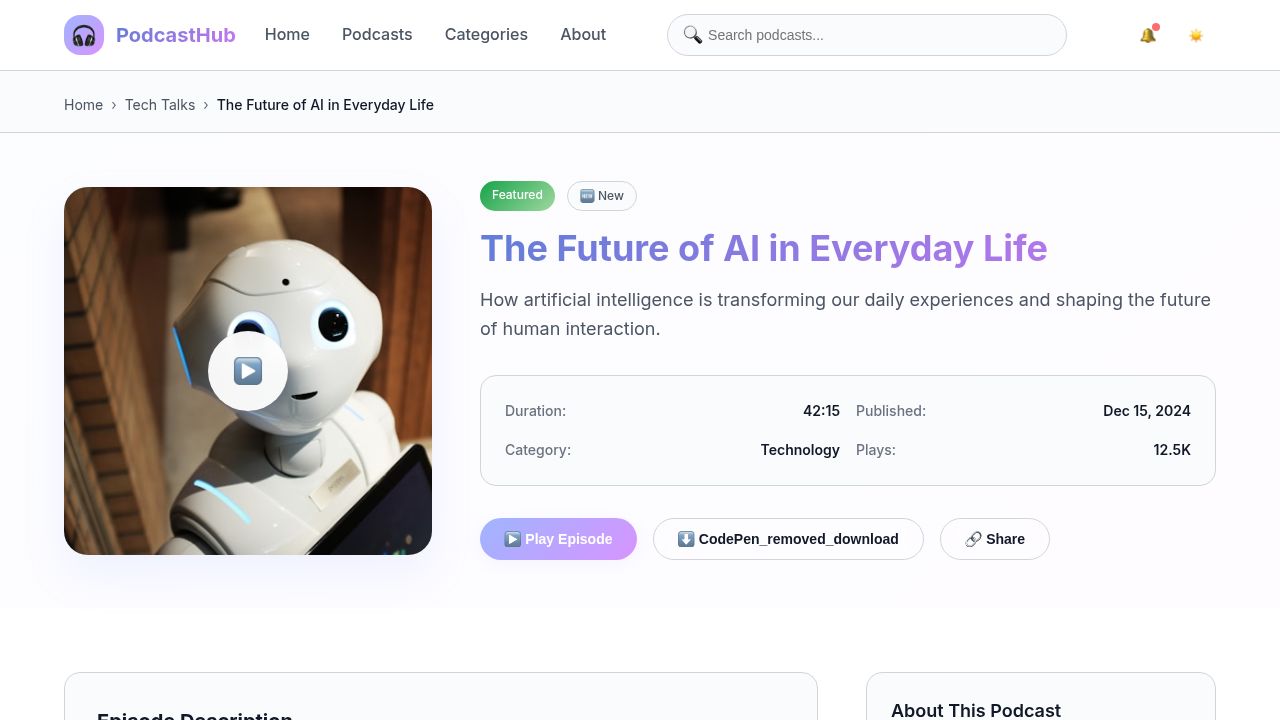 PodcastHub
Home
Podcasts
Categories
About
Search podcasts...
Home › Tech Talks › The Future of AI in Everyday Life
Featured
New
The Future of AI in Everyday Life
How artificial intelligence is transforming our daily experiences and shaping the future
of human interaction.
Duration: 42:15 Published: Dec 15, 2024
Category: Technology Plays: 12.5K
Play Episode
CodePen_removed_download
Share
Episode Description
About This Podcast